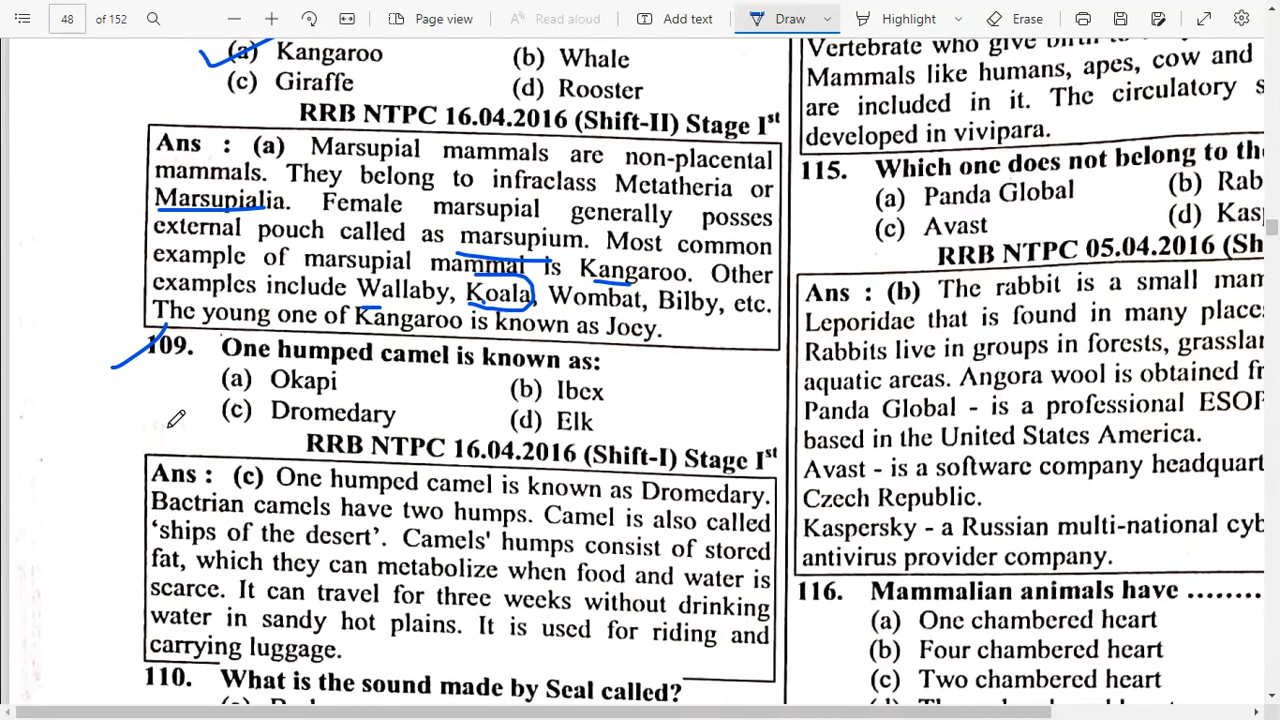 48 of 152 Page view Read aloud Add text Draw Highlight Erase
(a) Kangaroo (b) Whale
(c) Giraffe (d) Rooster
RRB NTPC 16.04.2016 (Shift-II) Stage Ist
Ans : (a) Marsupial mammals are non-placental
mammals. They belong to infraclass Metatheria or
Marsupialia. Female marsupial generally posses
external pouch called as marsupium. Most common
example of marsupial mammal is Kangaroo. Other
examples include Wallaby, Koala, Wombat, Bilby, etc.
The young one of Kangaroo is known as Joey.
109. One humped camel is known as:
(a) Okapi (b) Ibex
(c) Dromedary (d) Elk
RRB NTPC 16.04.2016 (Shift-I) Stage Ist
Ans : (c) One humped camel is known as Dromedary.
Bactrian camels have two humps. Camel is also called
‘ships of the desert’. Camels' humps consist of stored
fat, which they can metabolize when food and water is
scarce. It can travel for three weeks without drinking
water in sandy hot plains. It is used for riding and
carrying luggage.
110. What is the sound made by Seal called?
Vertebrate who give birth to
Mammals like humans, apes, cow and
are included in it. The circulatory s
developed in vivipara.
115. Which one does not belong to the
(a) Panda Global (b) Rab
(c) Avast (d) Kas
RRB NTPC 05.04.2016 (Sh
Ans : (b) The rabbit is a small mam
Leporidae that is found in many place
Rabbits live in groups in forests, grasslan
aquatic areas. Angora wool is obtained fr
Panda Global - is a professional ESOP
based in the United States America.
Avast - is a software company headquart
Czech Republic.
Kaspersky - a Russian multi-national cyb
antivirus provider company.
116. Mammalian animals have ........
(a) One chambered heart
(b) Four chambered heart
(c) Two chambered heart